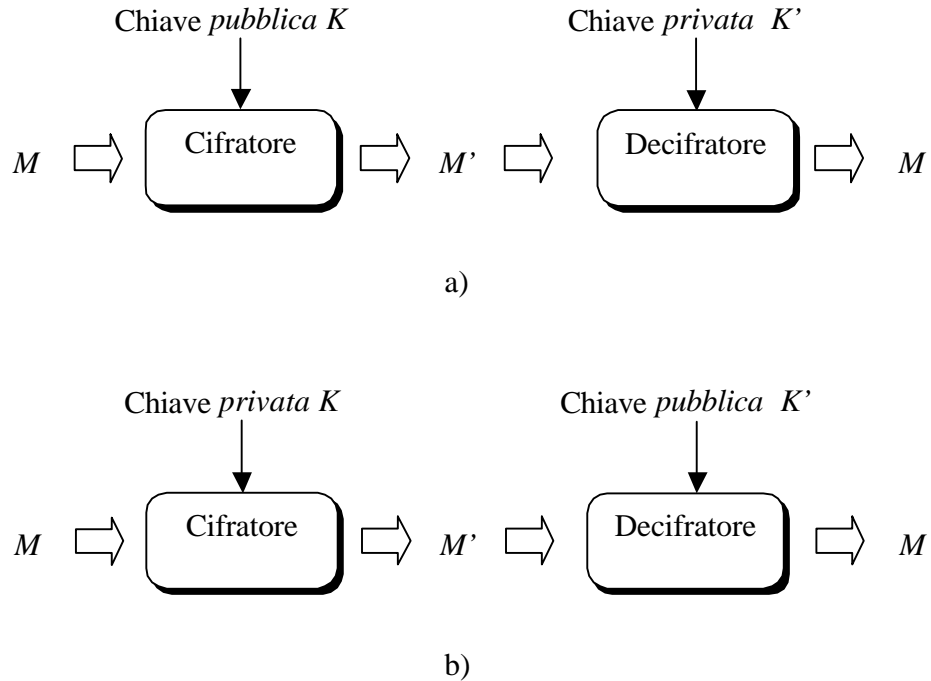 Chiave pubblica K Chiave privata K’
Cifratore Decifratore
M M’ M
a)
Chiave privata K Chiave pubblica K’
Cifratore Decifratore
M M’ M
b)